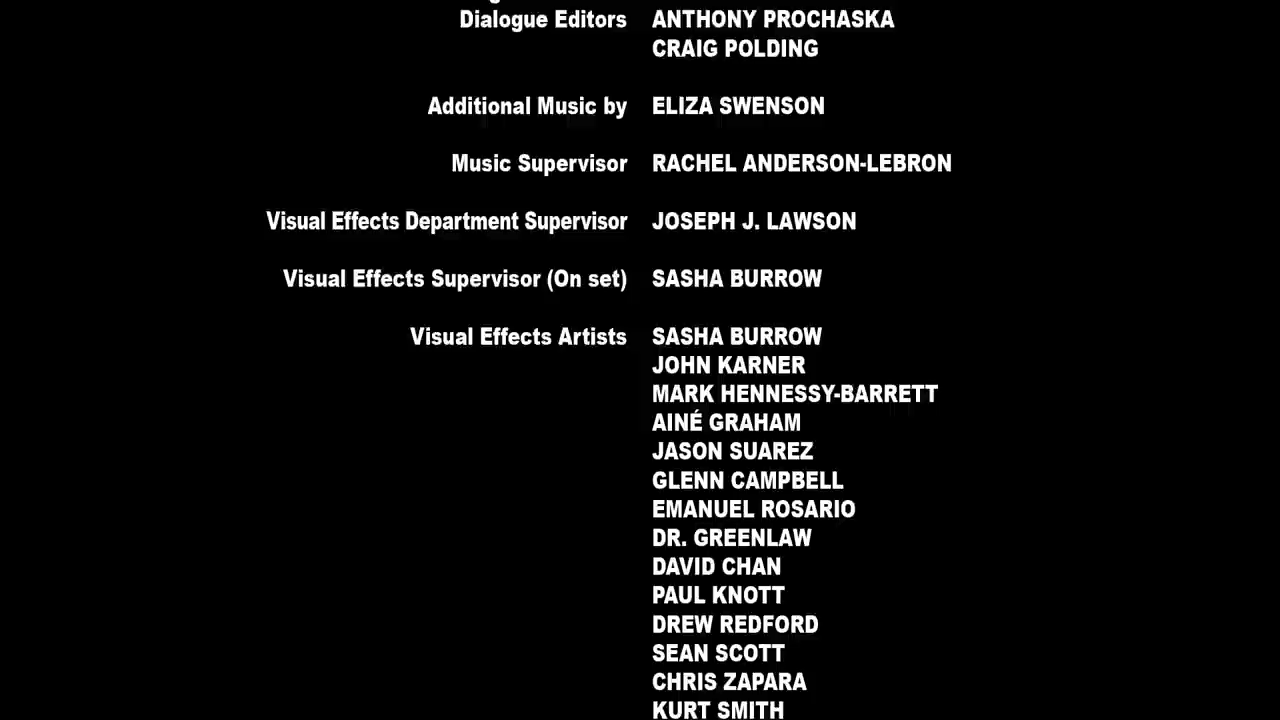 Dialogue Editors ANTHONY PROCHASKA
CRAIG POLDING
Additional Music by ELIZA SWENSON
Music Supervisor RACHEL ANDERSON-LEBRON
Visual Effects Department Supervisor JOSEPH J. LAWSON
Visual Effects Supervisor (On set) SASHA BURROW
Visual Effects Artists SASHA BURROW
JOHN KARNER
MARK HENNESSY-BARRETT
AINÉ GRAHAM
JASON SUAREZ
GLENN CAMPBELL
EMANUEL ROSARIO
DR. GREENLAW
DAVID CHAN
PAUL KNOTT
DREW REDFORD
SEAN SCOTT
CHRIS ZAPARA
KURT SMITH